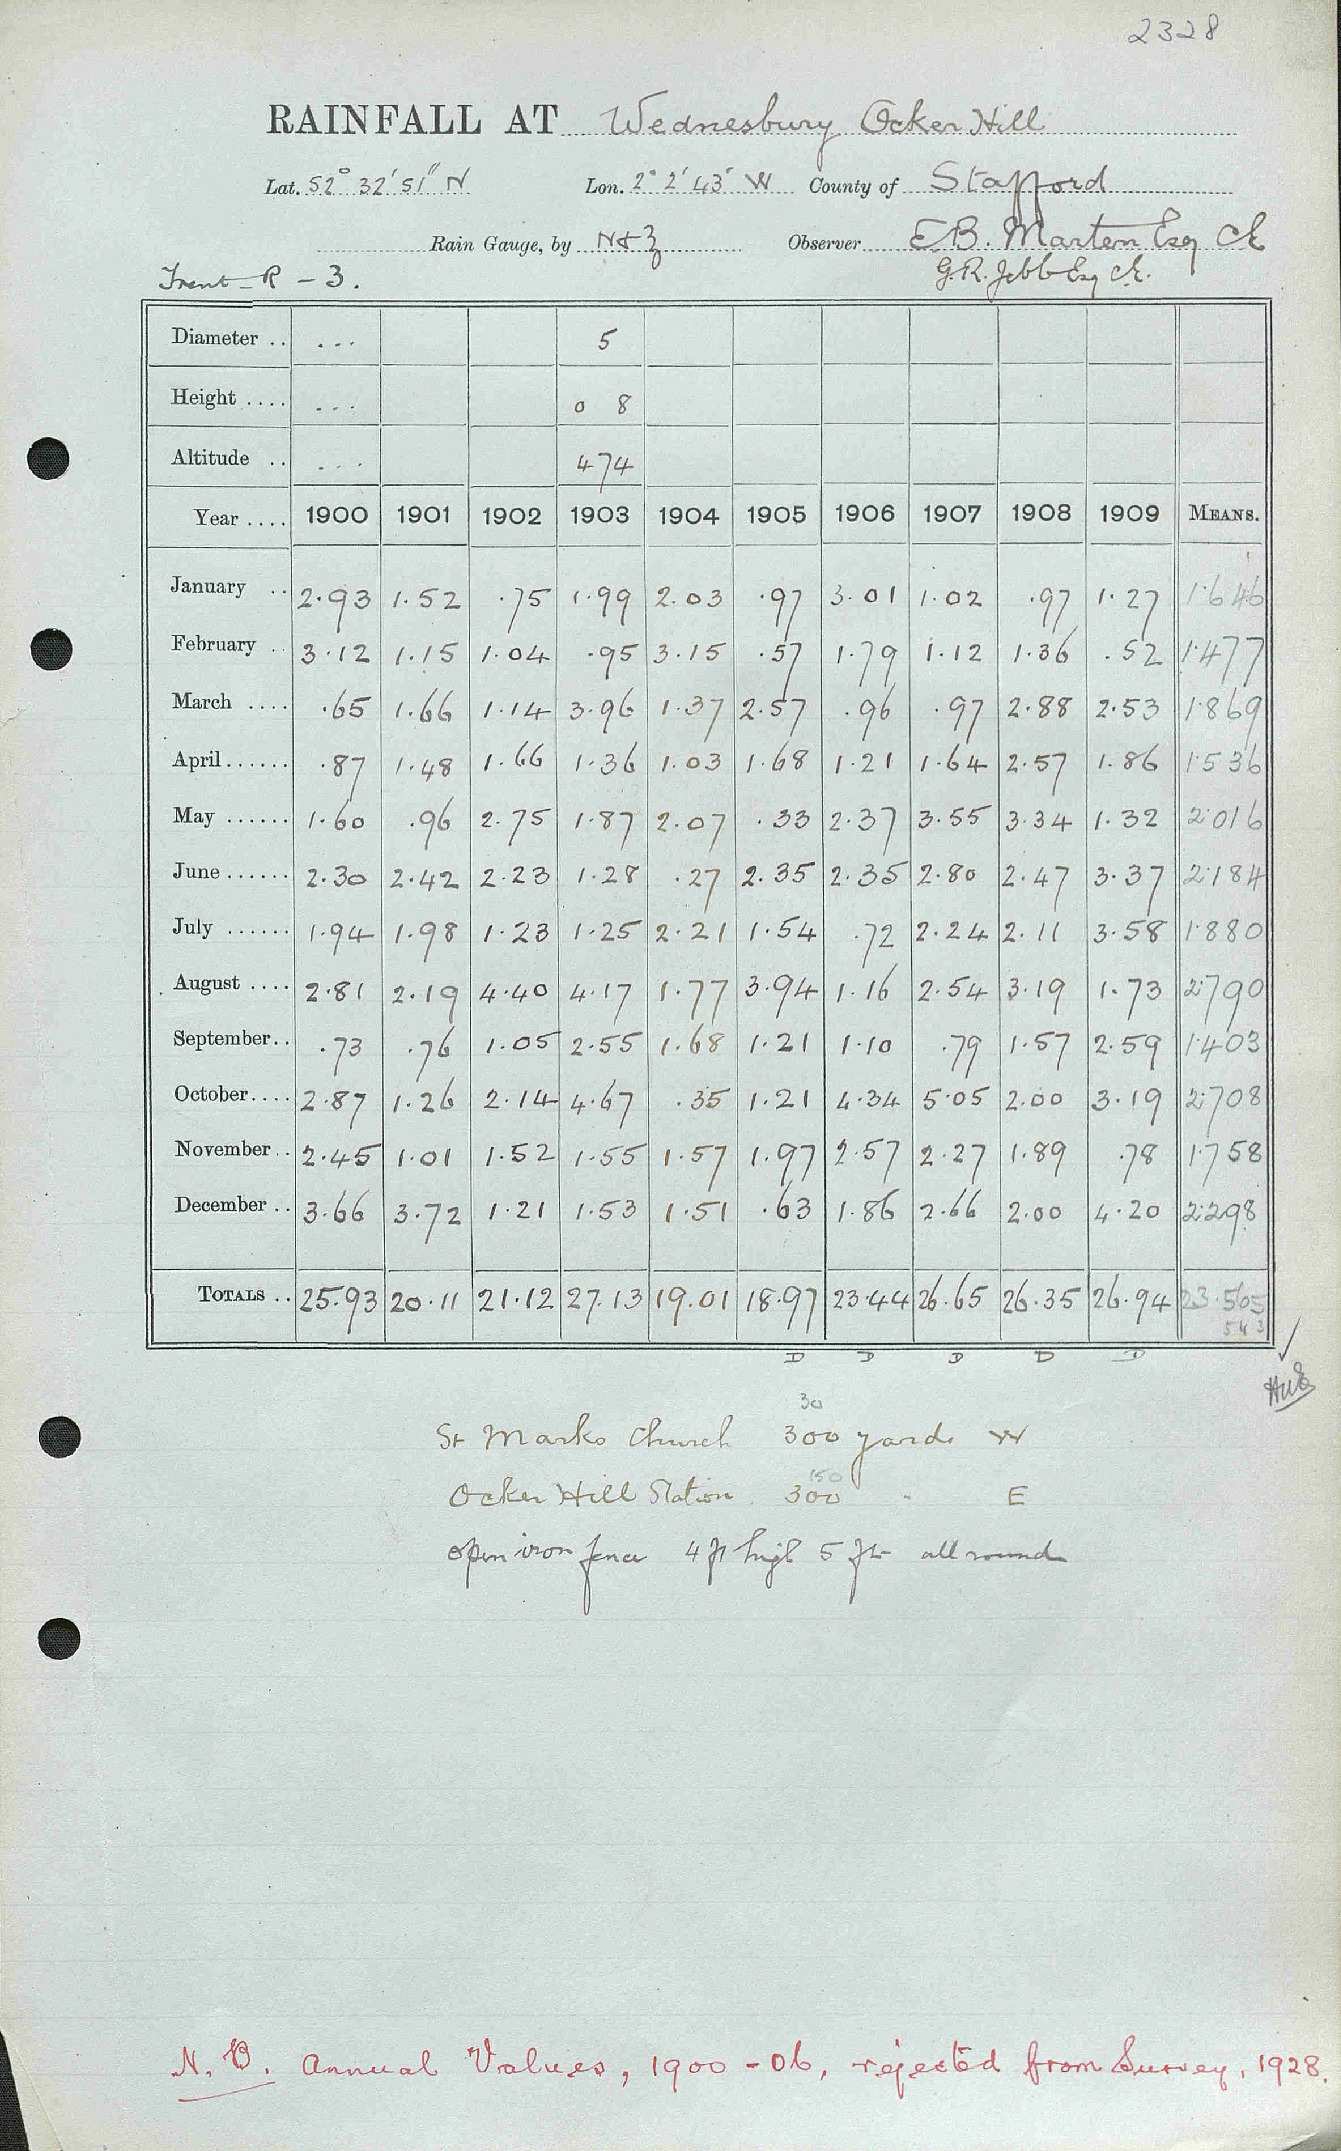 2328
RAINFALL AT Wednesbury Ocker Hill
Lat. 52° 32' 51" N Lon. 2° 2' 43" W County of Stafford
Rain Gauge, by N&Z Observer E.B. Marten Esq CE
Trent R - 3. G.R. Jebb Esq CE.
Diameter .. ... 5
Height .... ... 0 8
Altitude .. ... 474
Year .... 1900 1901 1902 1903 1904 1905 1906 1907 1908 1909 MEANS.
January .. 2.93 1.52 .75 1.99 2.03 .97 3.01 1.02 .97 1.27 1.646
February .. 3.12 1.15 1.04 .95 3.15 .57 1.79 1.12 1.36 .52 1.477
March .... .65 1.66 1.14 3.96 1.37 2.57 .96 .97 2.88 2.53 1.869
April...... .87 1.48 1.66 1.36 1.03 1.68 1.21 1.64 2.57 1.86 1.536
May ...... 1.60 .96 2.75 1.87 2.07 .33 2.37 3.55 3.34 1.32 2.016
June...... 2.30 2.42 2.23 1.28 .27 2.35 2.35 2.80 2.47 3.37 2.184
July ...... 1.94 1.98 1.23 1.25 2.21 1.54 .72 2.24 2.11 3.58 1.880
August .... 2.81 2.19 4.40 4.17 1.77 3.94 1.16 2.54 3.19 1.73 2.790
September.. .73 .76 1.05 2.55 1.68 1.21 1.10 .79 1.57 2.59 1.403
October.... 2.87 1.26 2.14 4.67 .35 1.21 4.34 5.05 2.00 3.19 2.708
November.. 2.45 1.01 1.52 1.55 1.57 1.97 2.57 2.27 1.89 .78 1.758
December .. 3.66 3.72 1.21 1.53 1.51 .63 1.86 2.66 2.00 4.20 2.298
TOTALS .. 25.93 20.11 21.12 27.13 19.01 18.97 23.44 26.65 26.35 26.94 23.565
543
D D D D D
30
St Marks Church 300 yards W
150
Ocker Hill Station 300 " E
open iron fence 4 ft high 5 ft all round
N.B. Annual Values, 1900-06, rejected from Survey, 1928.